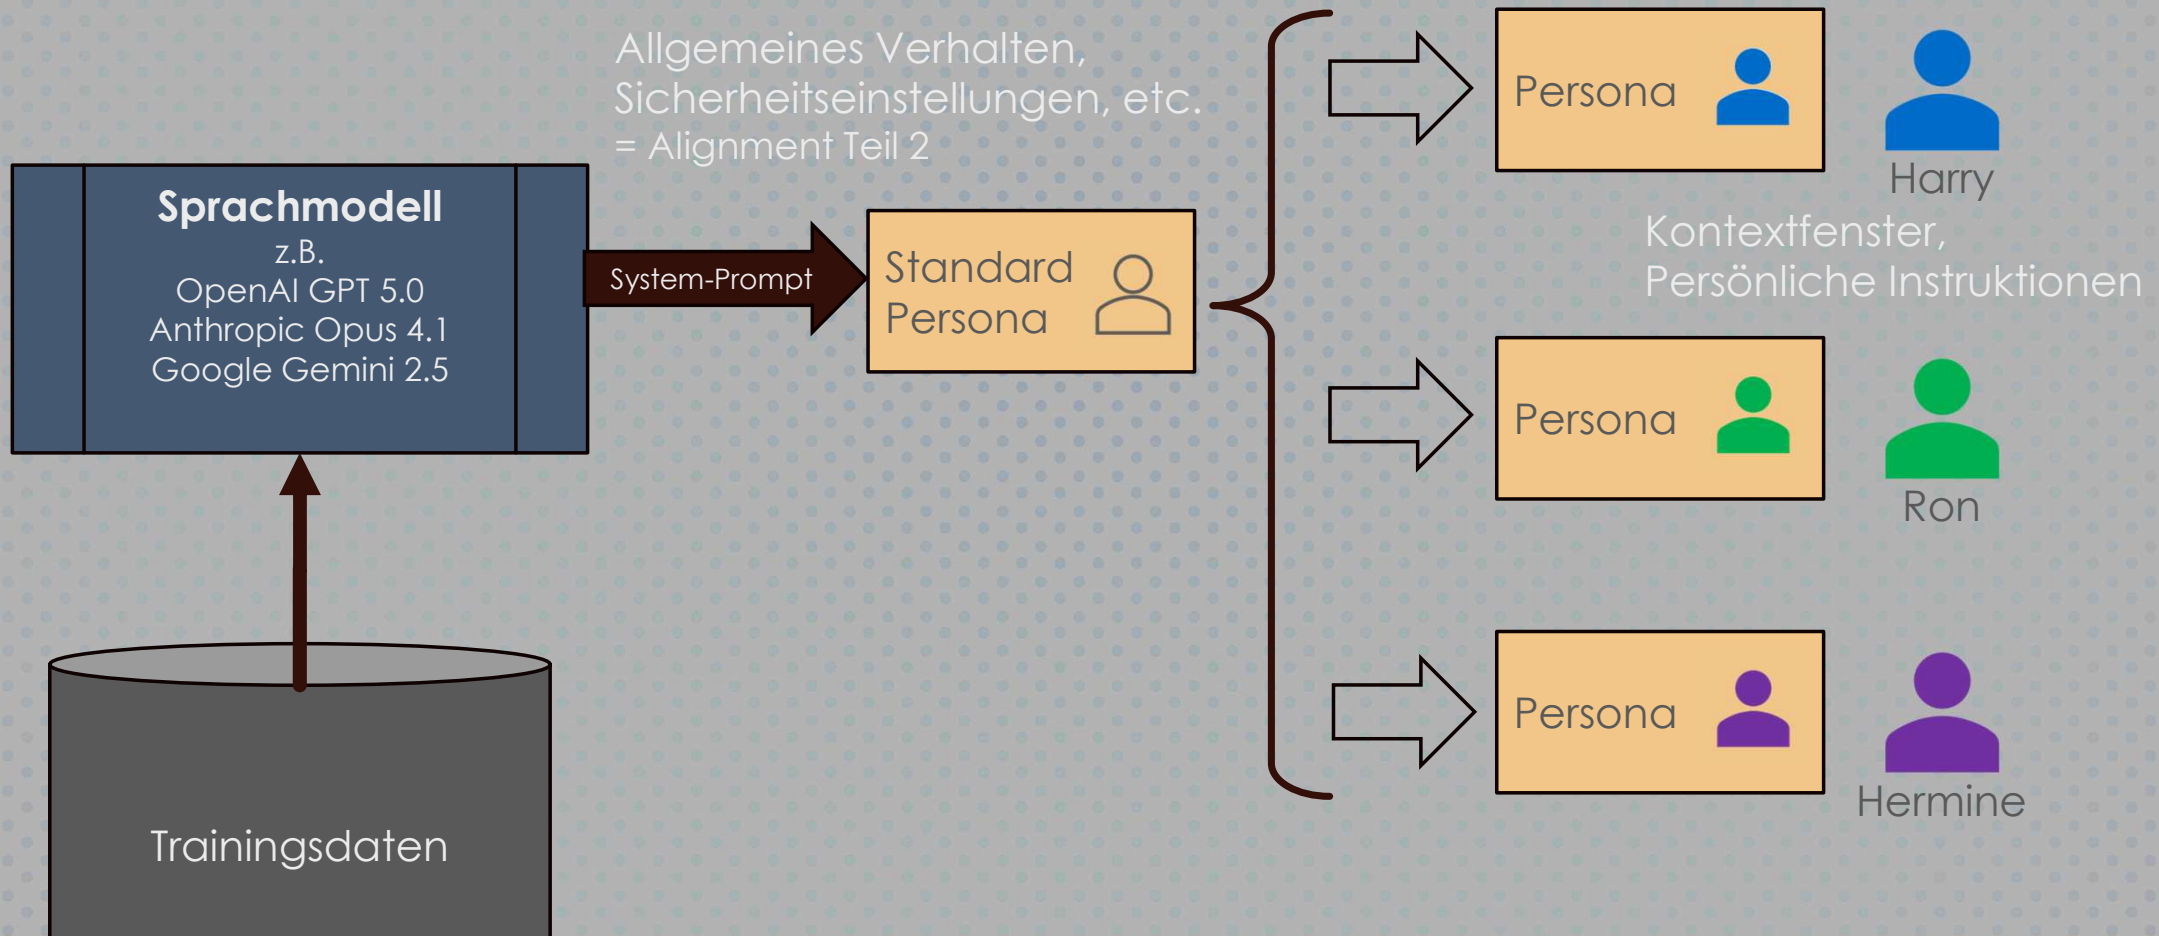 Allgemeines Verhalten,
Sicherheitseinstellungen, etc.
= Alignment Teil 2
Sprachmodell
z.B.
OpenAI GPT 5.0
Anthropic Opus 4.1
Google Gemini 2.5
System-Prompt
Standard
Persona
Persona
Harry
Kontextfenster,
Persönliche Instruktionen
Persona
Ron
Persona
Hermine
Trainingsdaten